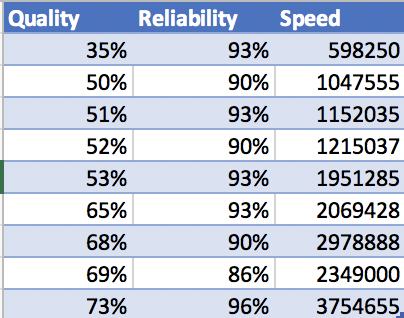 Quality Reliability Speed
35% 93% 598250
50% 90% 1047555
51% 93% 1152035
52% 90% 1215037
53% 93% 1951285
65% 93% 2069428
68% 90% 2978888
69% 86% 2349000
73% 96% 3754655